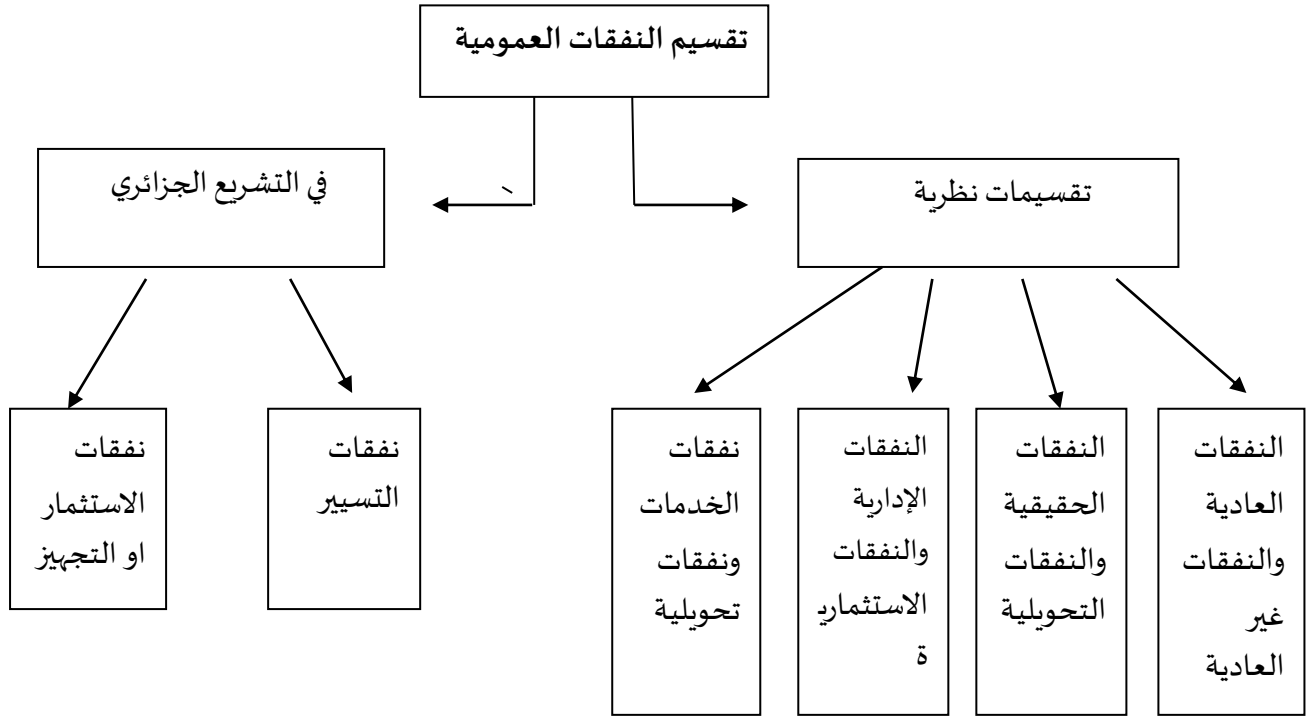 تقسيم النفقات العمومية
تقسيمات نظرية
في التشريع الجزائري
النفقات
العادية
والنفقات
غير
العادية
النفقات
الحقيقية
والنفقات
التحويلية
النفقات
الإدارية
والنفقات
الاستثماريـ
ة
نفقات
الخدمات
ونفقات
تحويلية
نفقات
التسيير
نفقات
الاستثمار
او التجهيز